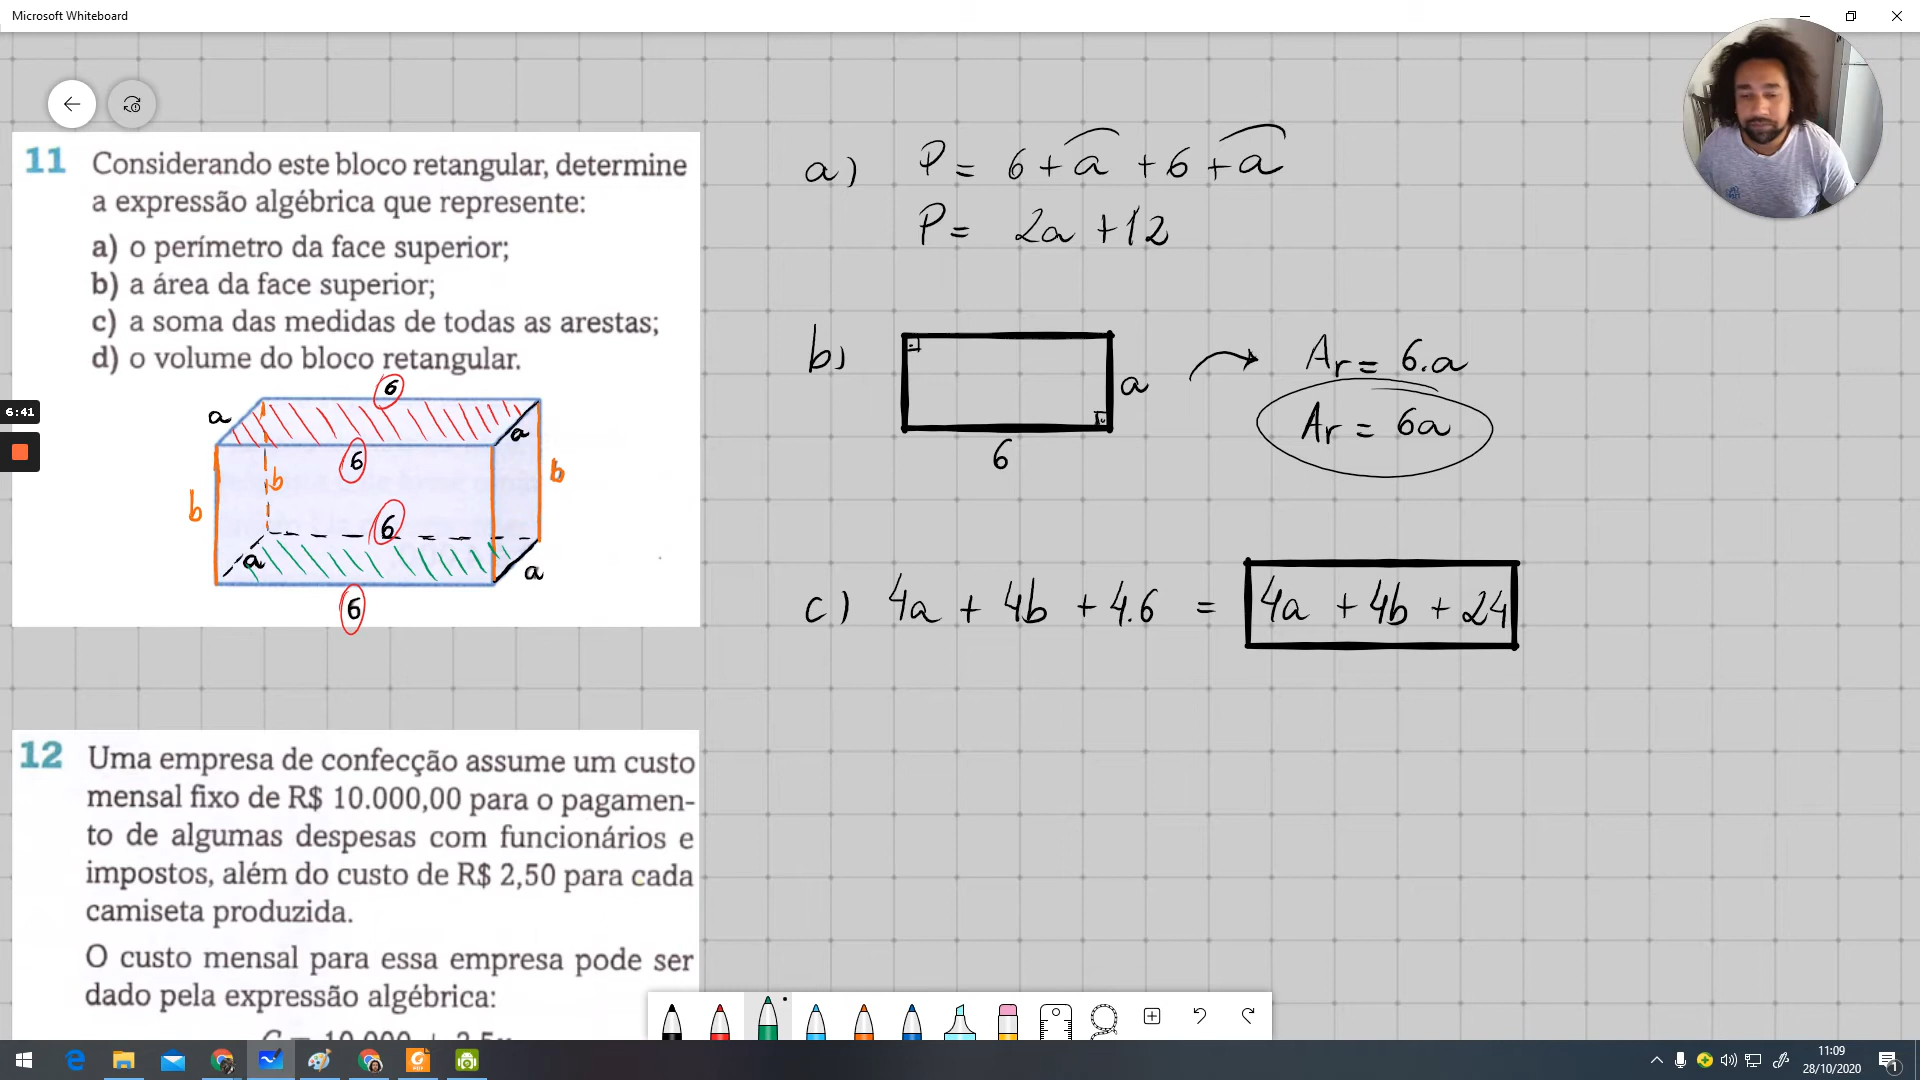 Microsoft Whiteboard
11 Considerando este bloco retangular, determine
a expressão algébrica que represente:
a) o perímetro da face superior;
b) a área da face superior;
c) a soma das medidas de todas as arestas;
d) o volume do bloco retangular.
6
a
a
6
b
b
b
6
a
a
6
6:41
a) P = 6 + a + 6 + a
P = 2a + 12
b)
a
6
Ar = 6.a
Ar = 6a
c) 4a + 4b + 4.6 = 4a + 4b + 24
12 Uma empresa de confecção assume um custo
mensal fixo de R$ 10.000,00 para o pagamen-
to de algumas despesas com funcionários e
impostos, além do custo de R$ 2,50 para cada
camiseta produzida.
O custo mensal para essa empresa pode ser
dado pela expressão algébrica:
11:09
28/10/2020
1